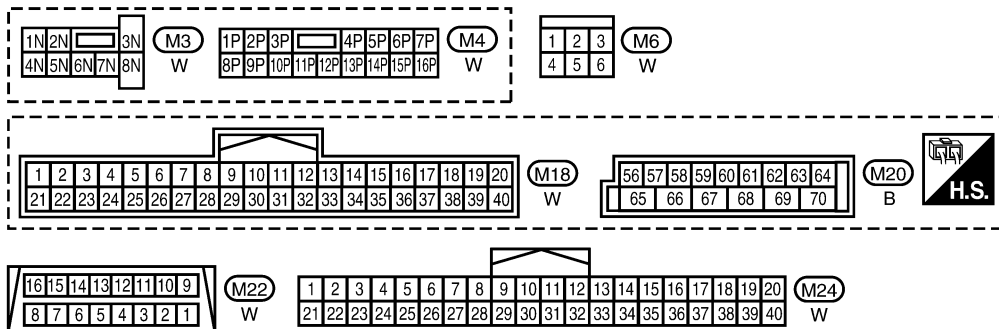 1N 2N 3N M3
4N 5N 6N 7N 8N W
1P 2P 3P 4P 5P 6P 7P M4
8P 9P 10P 11P 12P 13P 14P 15P 16P W
1 2 3 M6
4 5 6 W
1 2 3 4 5 6 7 8 9 10 11 12 13 14 15 16 17 18 19 20 M18
21 22 23 24 25 26 27 28 29 30 31 32 33 34 35 36 37 38 39 40 W
56 57 58 59 60 61 62 63 64 M20
65 66 67 68 69 70 B
H.S.
16 15 14 13 12 11 10 9 M22
8 7 6 5 4 3 2 1 W
1 2 3 4 5 6 7 8 9 10 11 12 13 14 15 16 17 18 19 20 M24
21 22 23 24 25 26 27 28 29 30 31 32 33 34 35 36 37 38 39 40 W